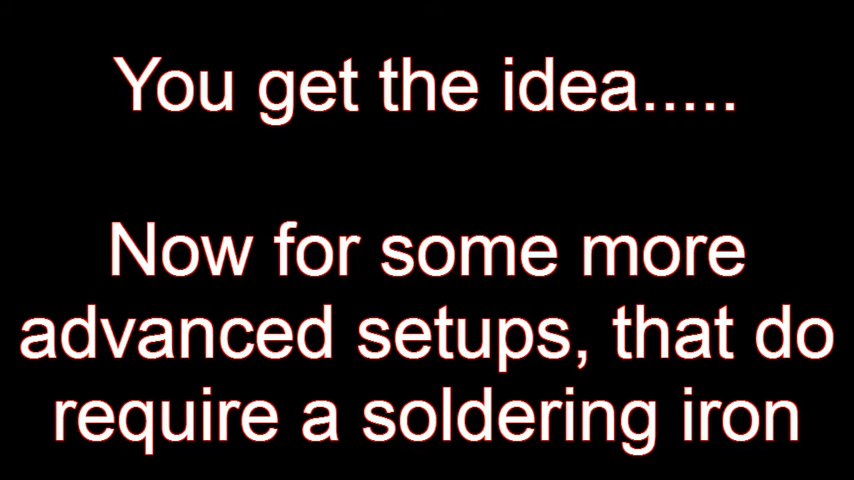 You get the idea.....
Now for some more
advanced setups, that do
require a soldering iron